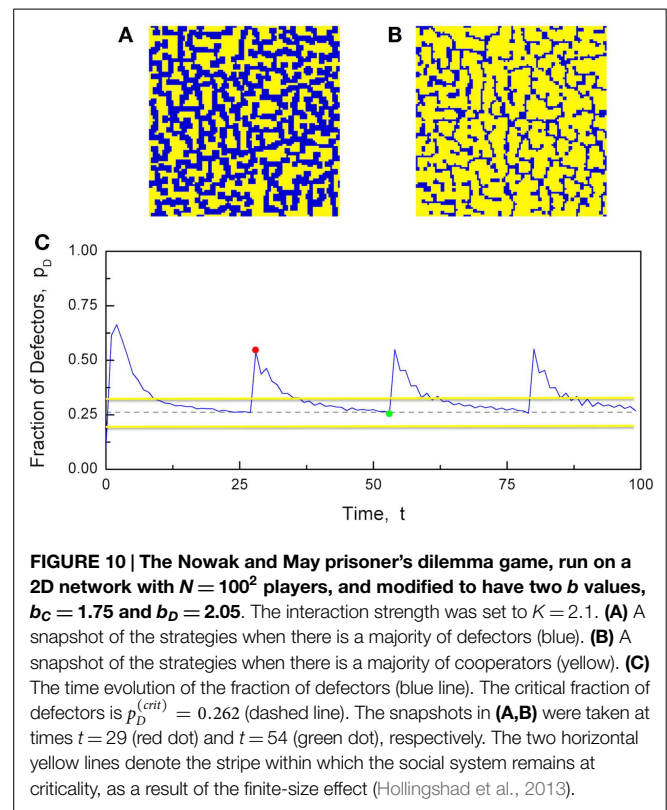 A
B
C
1.00
0.75
0.50
0.25
0.00
Fraction of Defectors, p_D
0
25
50
75
100
Time, t
FIGURE 10 | The Nowak and May prisoner's dilemma game, run on a
2D network with N = 100² players, and modified to have two b values,
b_C = 1.75 and b_D = 2.05. The interaction strength was set to K = 2.1. (A) A
snapshot of the strategies when there is a majority of defectors (blue). (B) A
snapshot of the strategies when there is a majority of cooperators (yellow). (C)
The time evolution of the fraction of defectors (blue line). The critical fraction of
defectors is p_D^(crit) = 0.262 (dashed line). The snapshots in (A,B) were taken at
times t = 29 (red dot) and t = 54 (green dot), respectively. The two horizontal
yellow lines denote the stripe within which the social system remains at
criticality, as a result of the finite-size effect (Hollingshad et al., 2013).